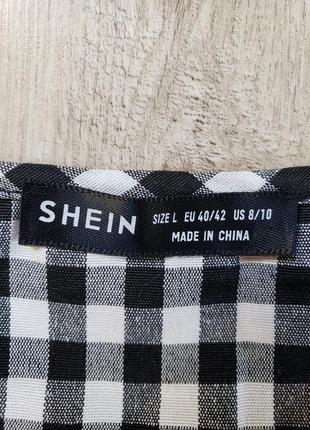 SHEIN
SIZE L EU 40/42 US 8/10
MADE IN CHINA